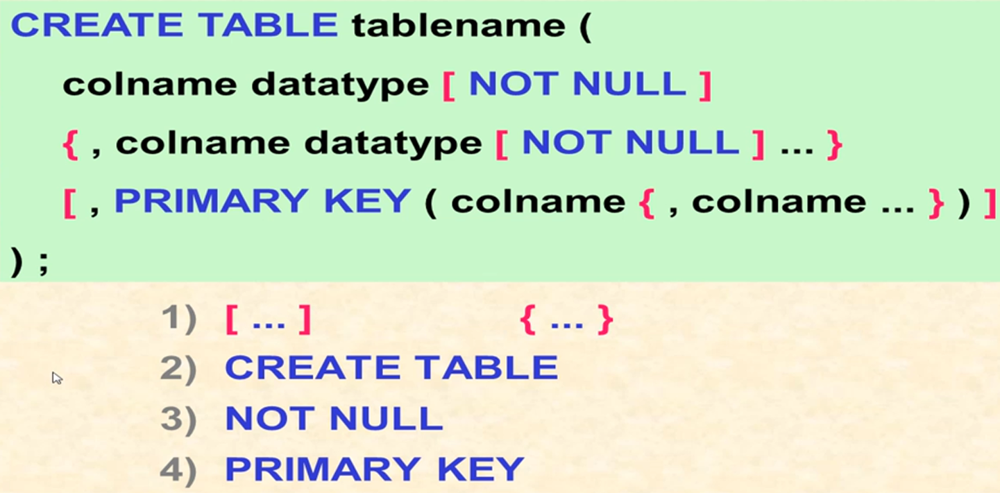 CREATE TABLE tablename (
colname datatype [ NOT NULL ]
{ , colname datatype [ NOT NULL ] ... }
[ , PRIMARY KEY ( colname { , colname ... } ) ]
) ;
1) [ ... ] { ... }
2) CREATE TABLE
3) NOT NULL
4) PRIMARY KEY